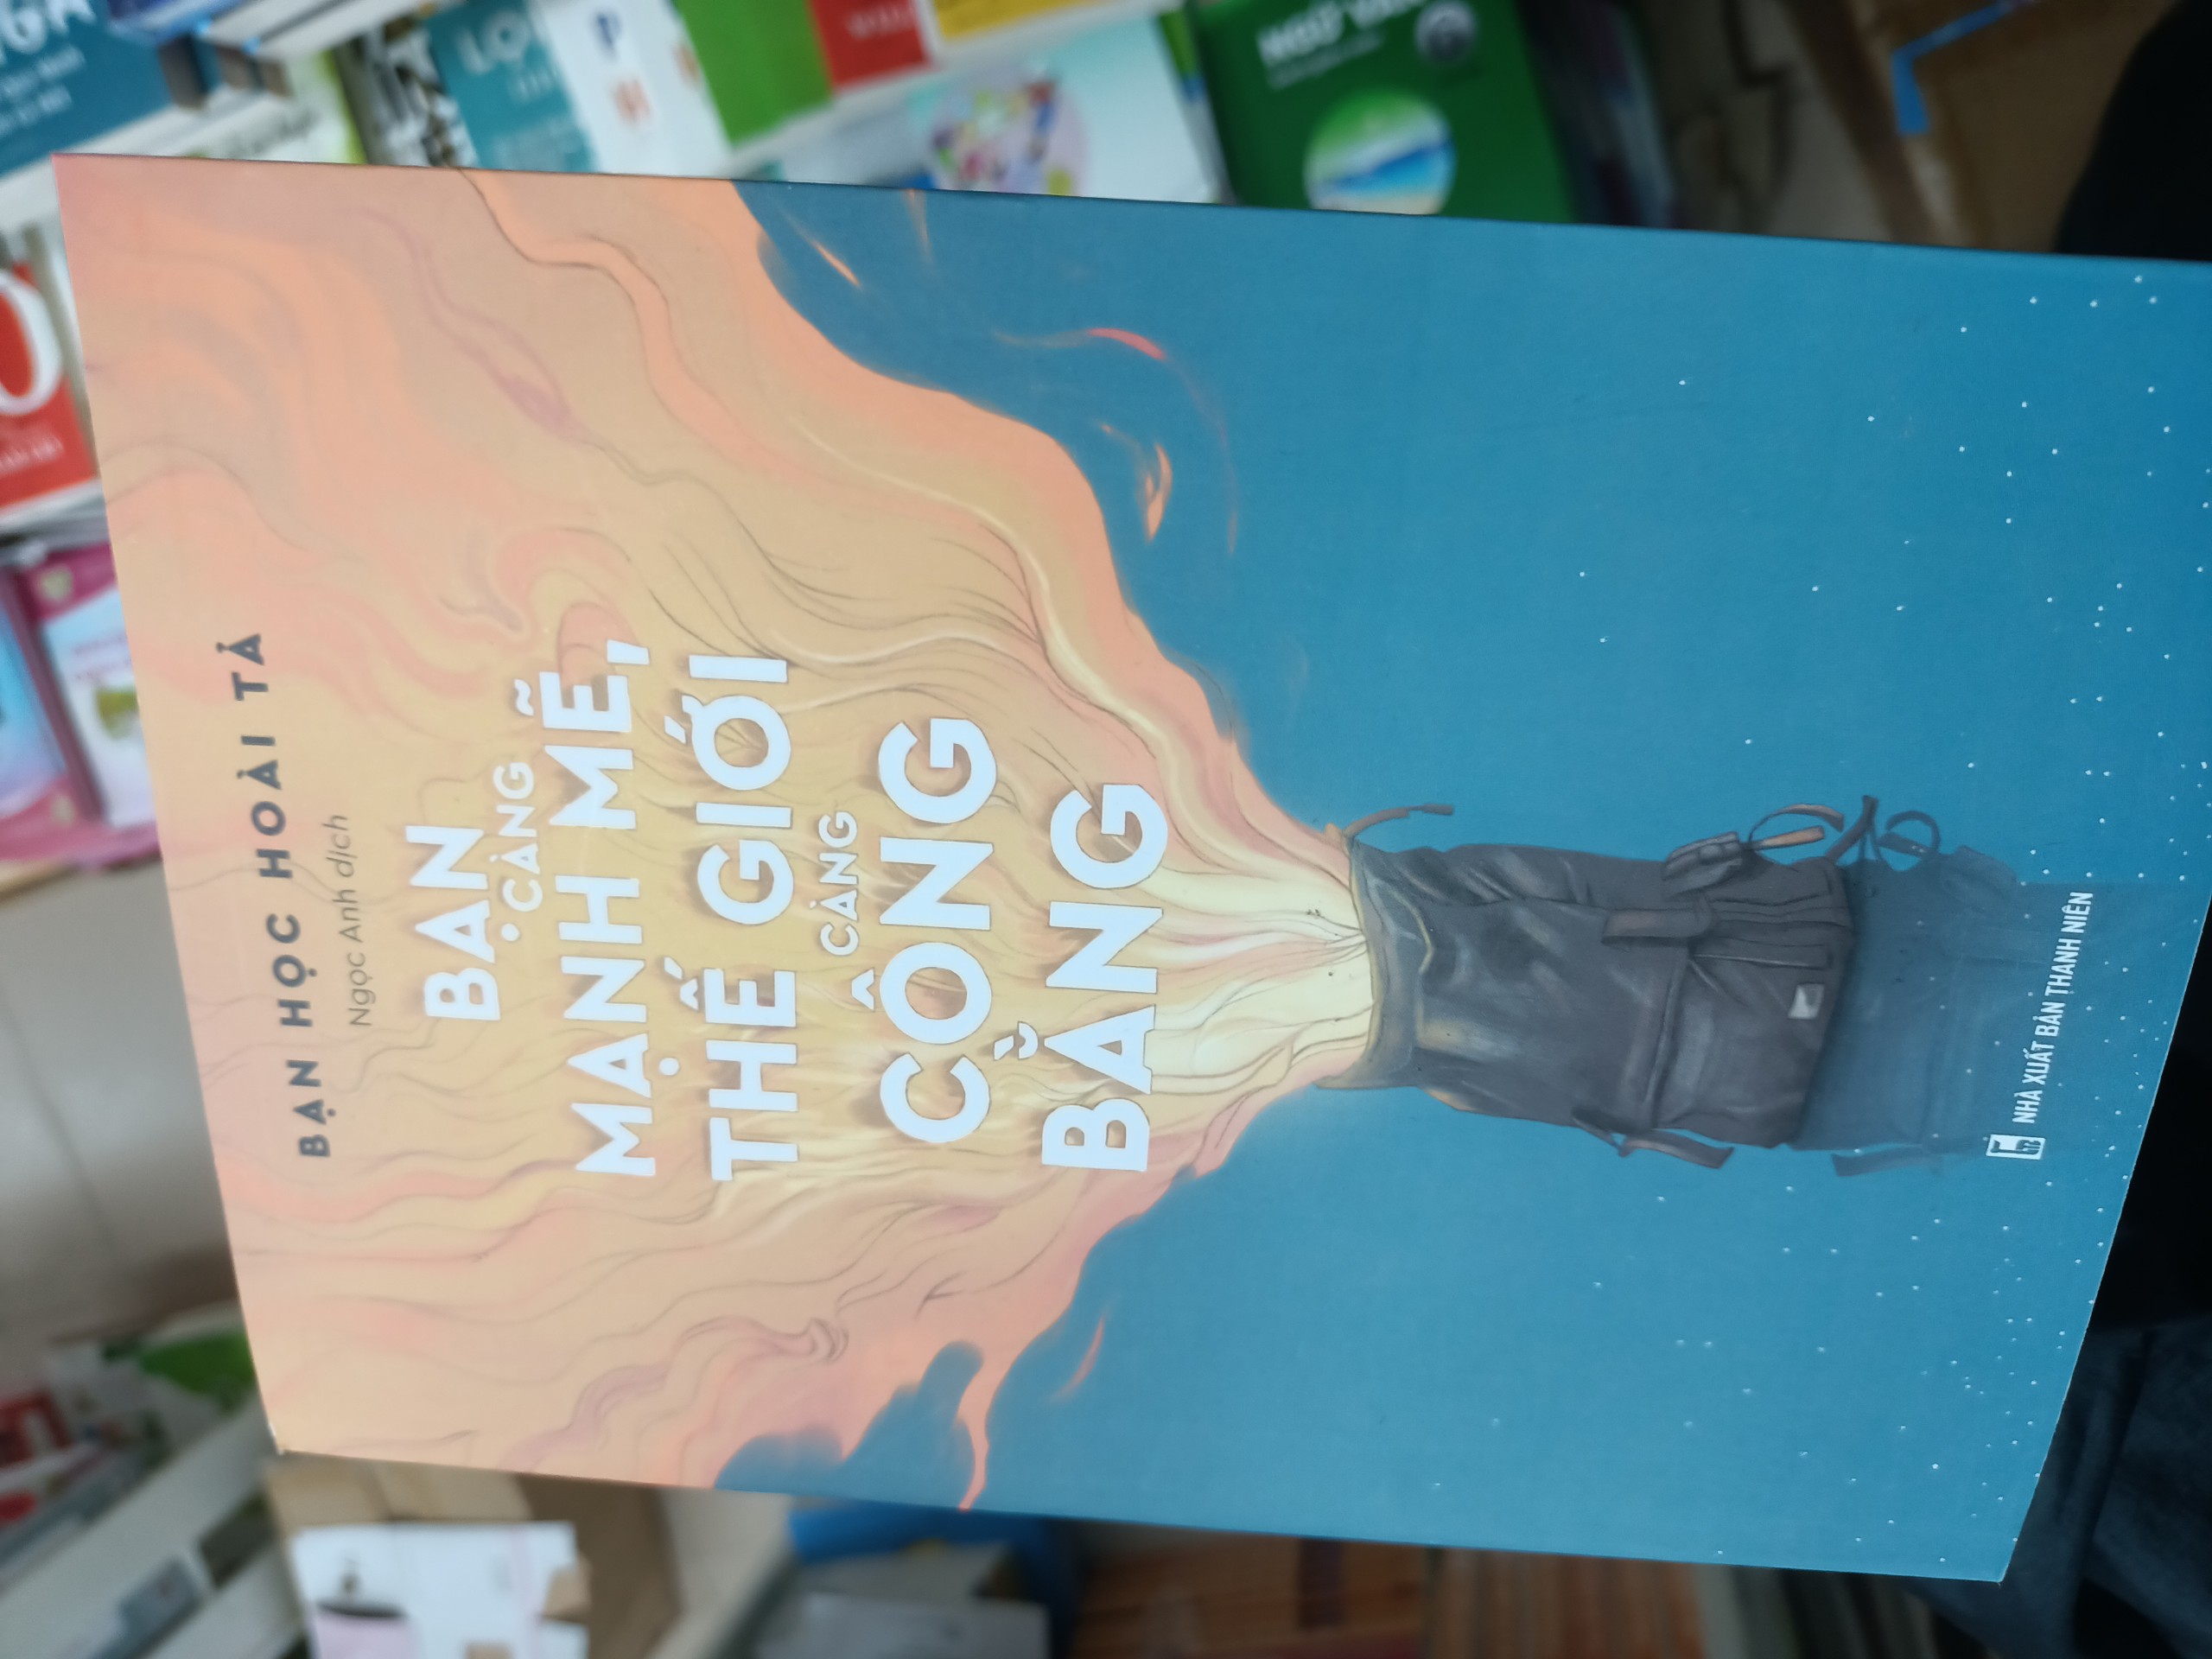 BẠN HỌC HOÀI TẢ
Ngọc Anh dịch
BẠN
CÀNG
MẠNH MẼ,
THẾ GIỚI
CÀNG
CÔNG
BẰNG
NHÀ XUẤT BẢN THANH NIÊN